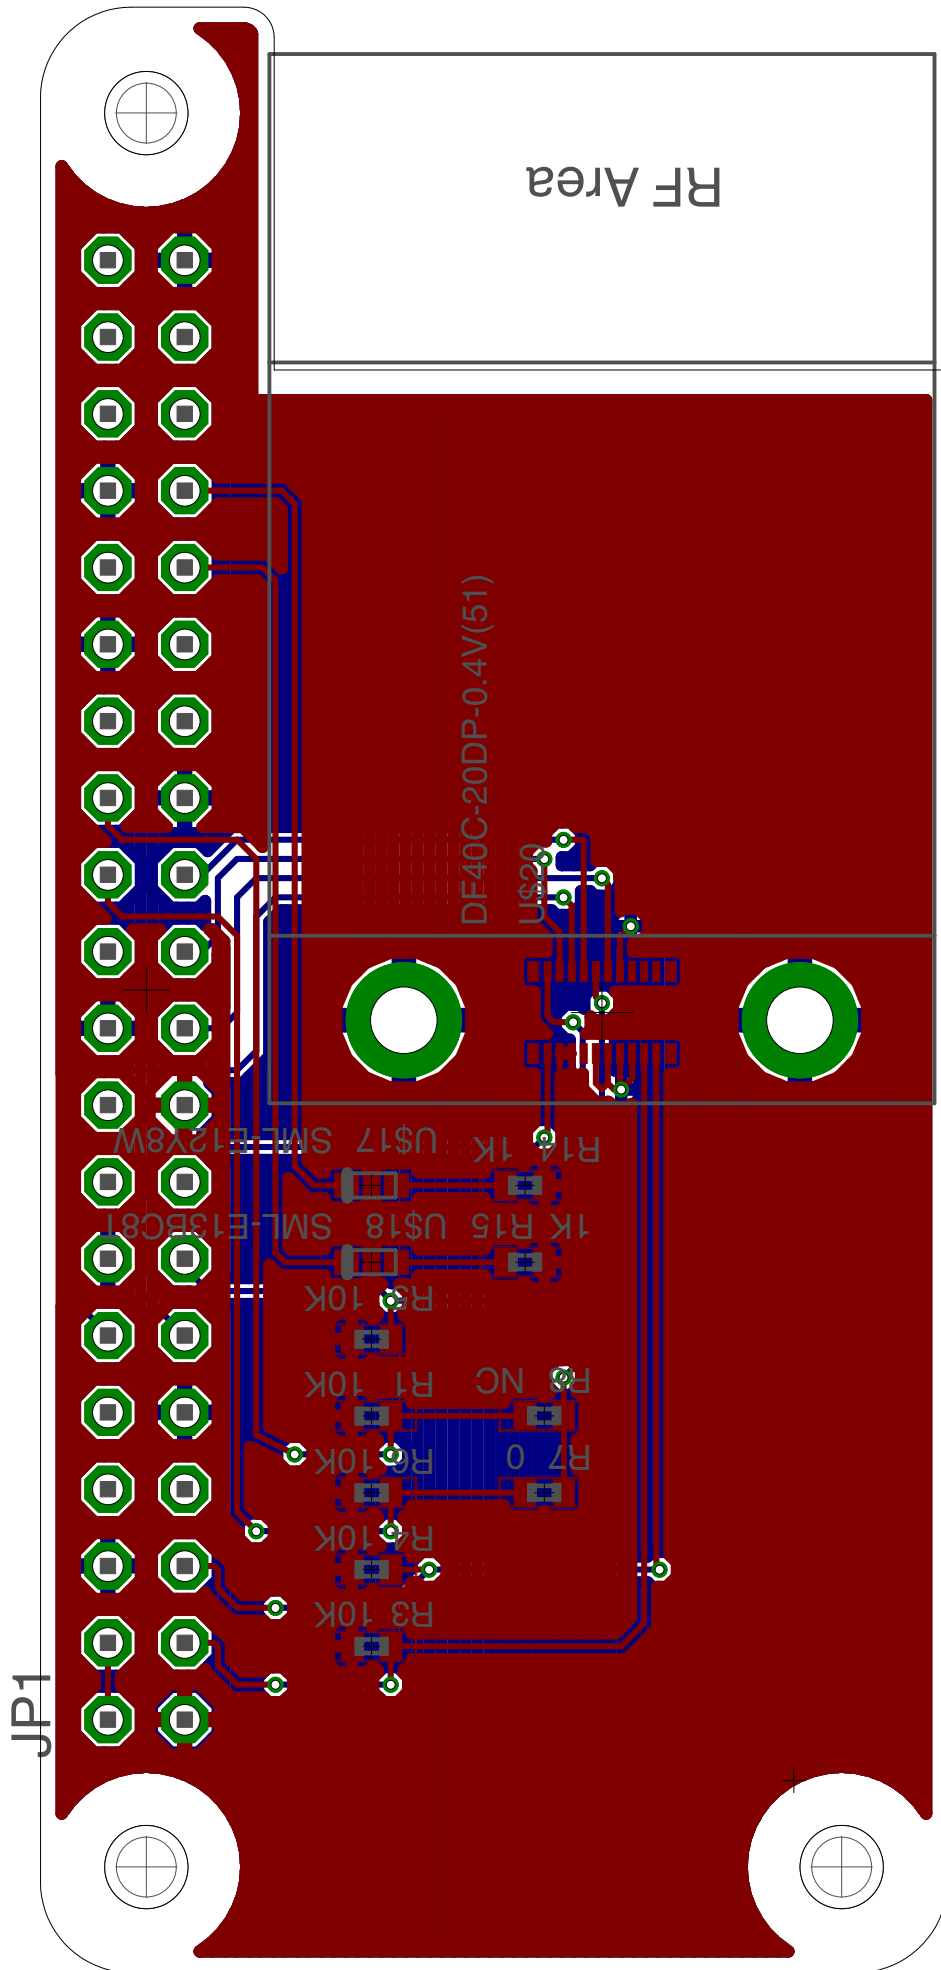 RF Area
DF40C-20DP-0.4V(51)
U$20
SML-E12Y8W U$17
1K R14
SML-E13BC8T U$18
R15 1K
10K R5
10K R1
NC R8
10K R6
0 R7
10K R4
10K R3
JP1